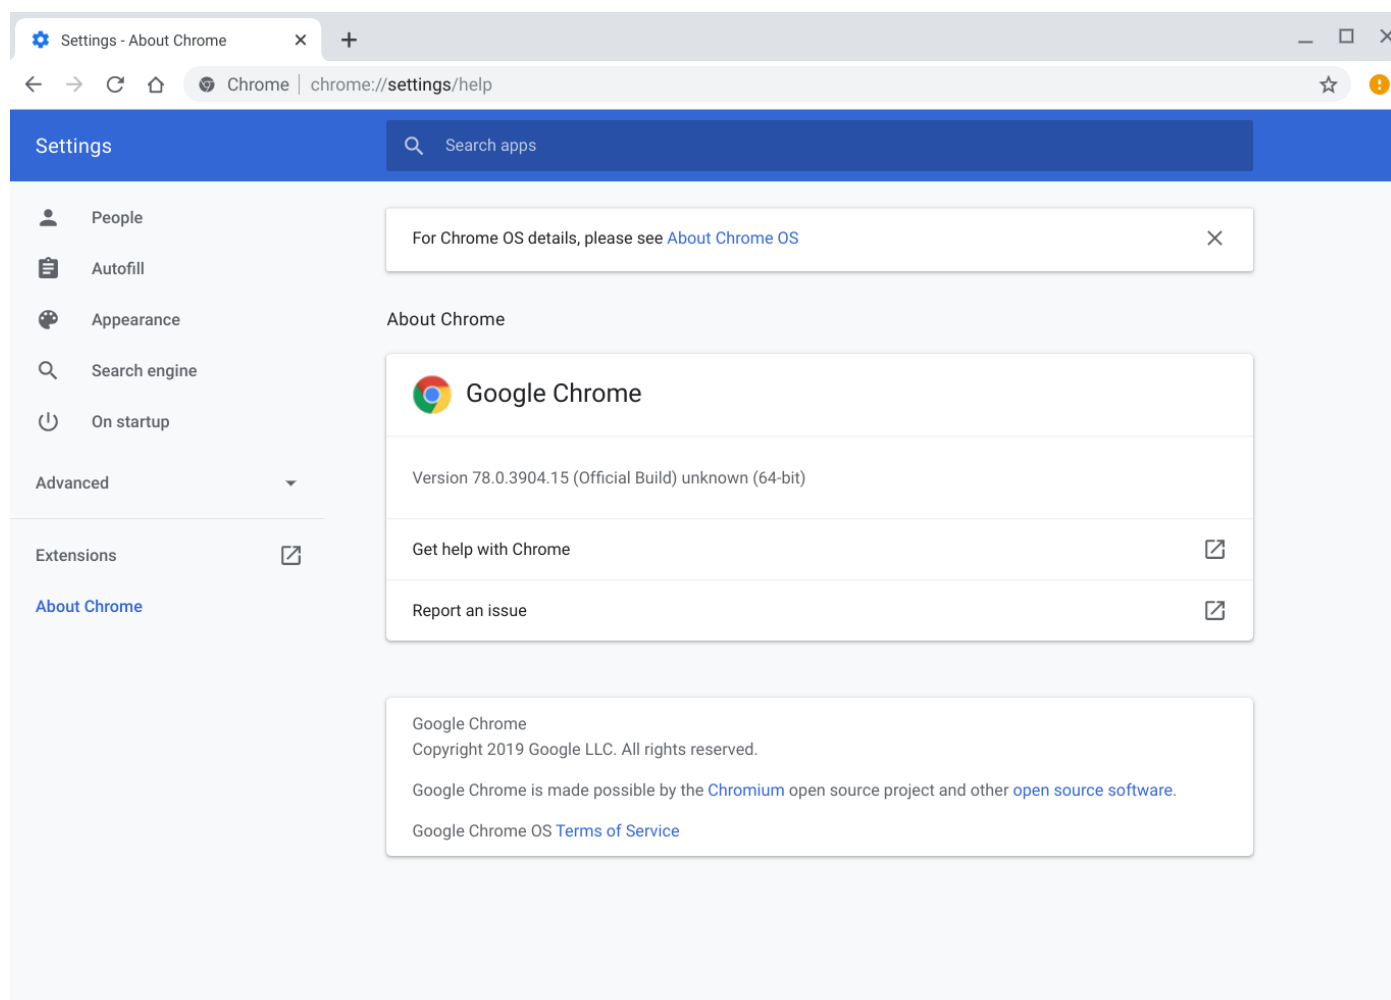 Settings - About Chrome
Chrome | chrome://settings/help
Settings
Search apps
People
Autofill
Appearance
Search engine
On startup
Advanced
Extensions
About Chrome
For Chrome OS details, please see About Chrome OS
About Chrome
Google Chrome
Version 78.0.3904.15 (Official Build) unknown (64-bit)
Get help with Chrome
Report an issue
Google Chrome
Copyright 2019 Google LLC. All rights reserved.
Google Chrome is made possible by the Chromium open source project and other open source software.
Google Chrome OS Terms of Service